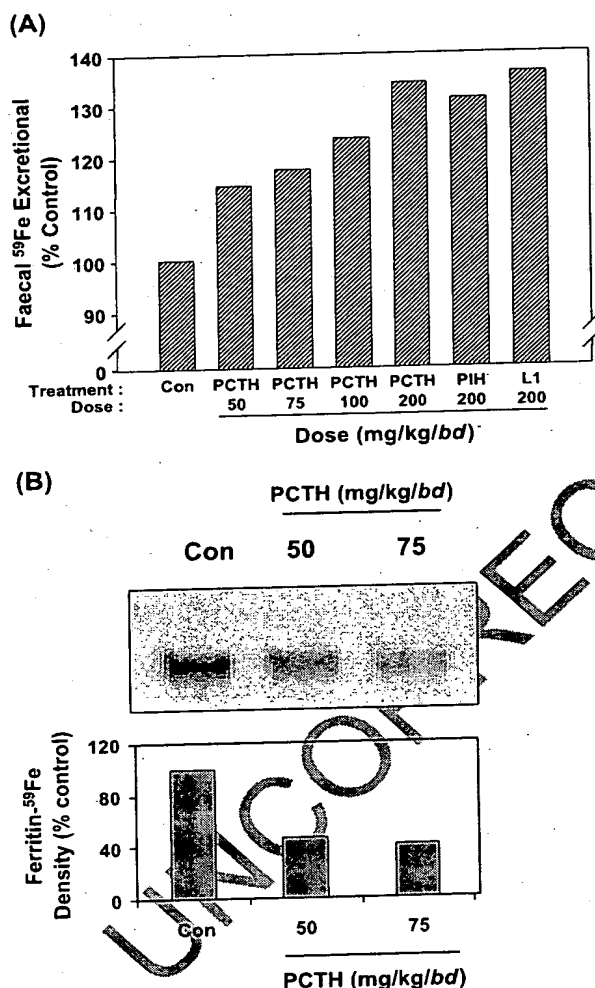 (A)
Faecal ⁵⁹Fe Excretional
(% Control)
140
130
120
110
100
90
0
Treatment : Con PCTH PCTH PCTH PCTH PIH L1
Dose : 50 75 100 200 200 200
Dose (mg/kg/bd)
(B)
PCTH (mg/kg/bd)
Con 50 75
Ferritin-⁵⁹Fe
Density (% control)
120
80
40
0
Con 50 75
PCTH (mg/kg/bd)